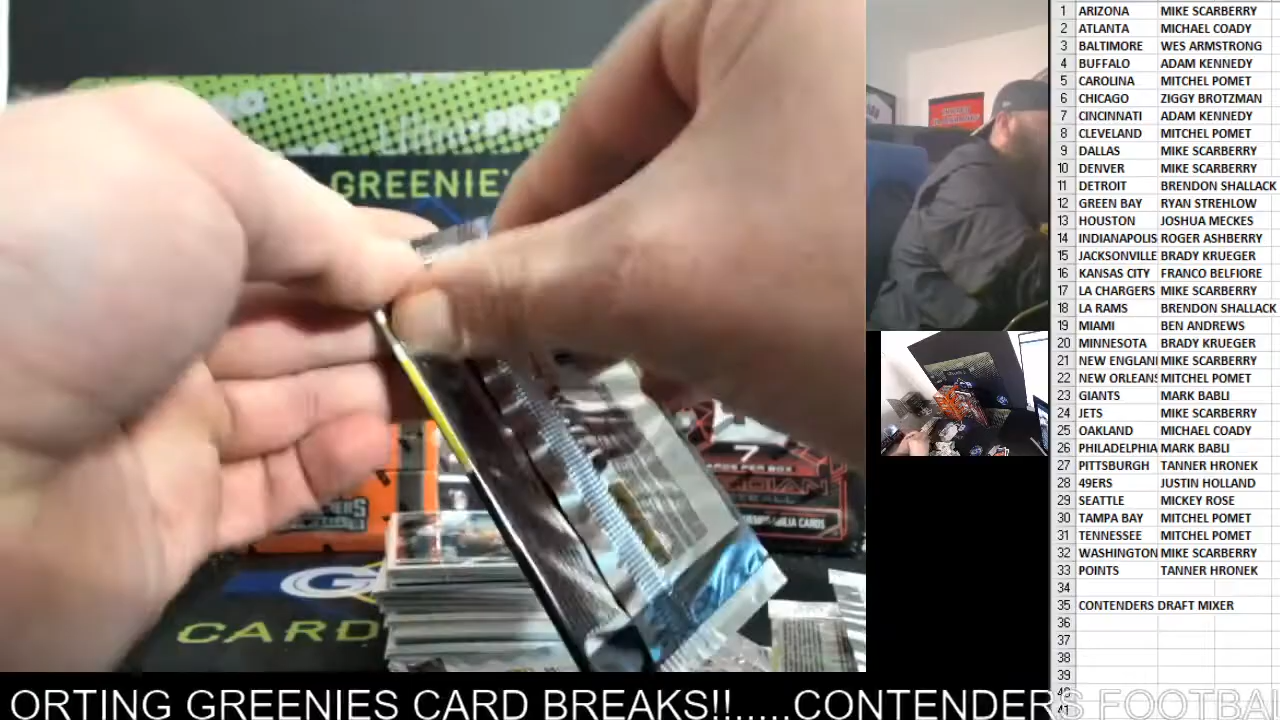 1 ARIZONA MIKE SCARBERRY
2 ATLANTA MICHAEL COADY
3 BALTIMORE WES ARMSTRONG
4 BUFFALO ADAM KENNEDY
5 CAROLINA MITCHEL POMET
6 CHICAGO ZIGGY BROTZMAN
7 CINCINNATI ADAM KENNEDY
8 CLEVELAND MITCHEL POMET
9 DALLAS MIKE SCARBERRY
10 DENVER MIKE SCARBERRY
11 DETROIT BRENDON SHALLACK
12 GREEN BAY RYAN STREHLOW
13 HOUSTON JOSHUA MECKES
14 INDIANAPOLIS ROGER ASHBERRY
15 JACKSONVILLE BRADY KRUEGER
16 KANSAS CITY FRANCO BELFIORE
17 LA CHARGERS MIKE SCARBERRY
18 LA RAMS BRENDON SHALLACK
19 MIAMI BEN ANDREWS
20 MINNESOTA BRADY KRUEGER
21 NEW ENGLAN MIKE SCARBERRY
22 NEW ORLEANS MITCHEL POMET
23 GIANTS MARK BABLI
24 JETS MIKE SCARBERRY
25 OAKLAND MICHAEL COADY
26 PHILADELPHIA MARK BABLI
27 PITTSBURGH TANNER HRONEK
28 49ERS JUSTIN HOLLAND
29 SEATTLE MICKEY ROSE
30 TAMPA BAY MITCHEL POMET
31 TENNESSEE MITCHEL POMET
32 WASHINGTON MIKE SCARBERRY
33 POINTS TANNER HRONEK
34
35 CONTENDERS DRAFT MIXER
36
37
38
39
PRO
GREENIE'
7
CARDS PER BOX
CARD
ORTING GREENIES CARD BREAKS!!.....CONTENDERS FOOTBAL